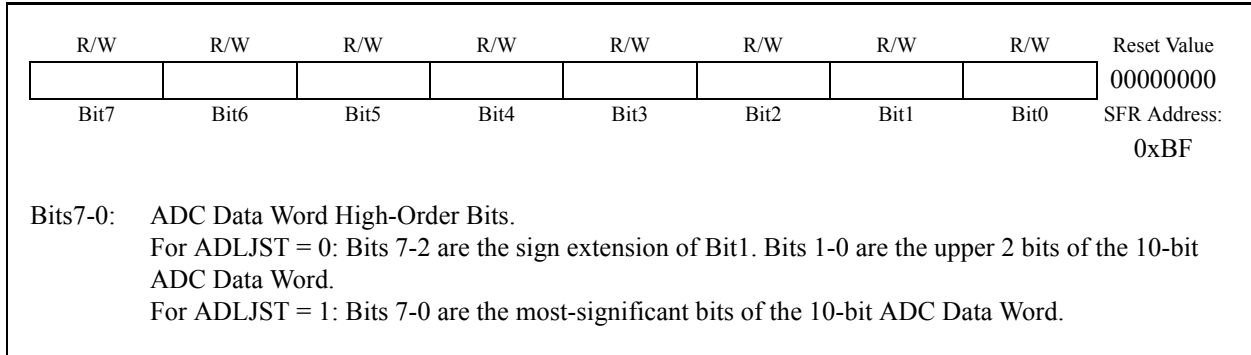 R/W R/W R/W R/W R/W R/W R/W R/W Reset Value
00000000
Bit7 Bit6 Bit5 Bit4 Bit3 Bit2 Bit1 Bit0 SFR Address:
0xBF
Bits7-0: ADC Data Word High-Order Bits.
For ADLJST = 0: Bits 7-2 are the sign extension of Bit1. Bits 1-0 are the upper 2 bits of the 10-bit
ADC Data Word.
For ADLJST = 1: Bits 7-0 are the most-significant bits of the 10-bit ADC Data Word.